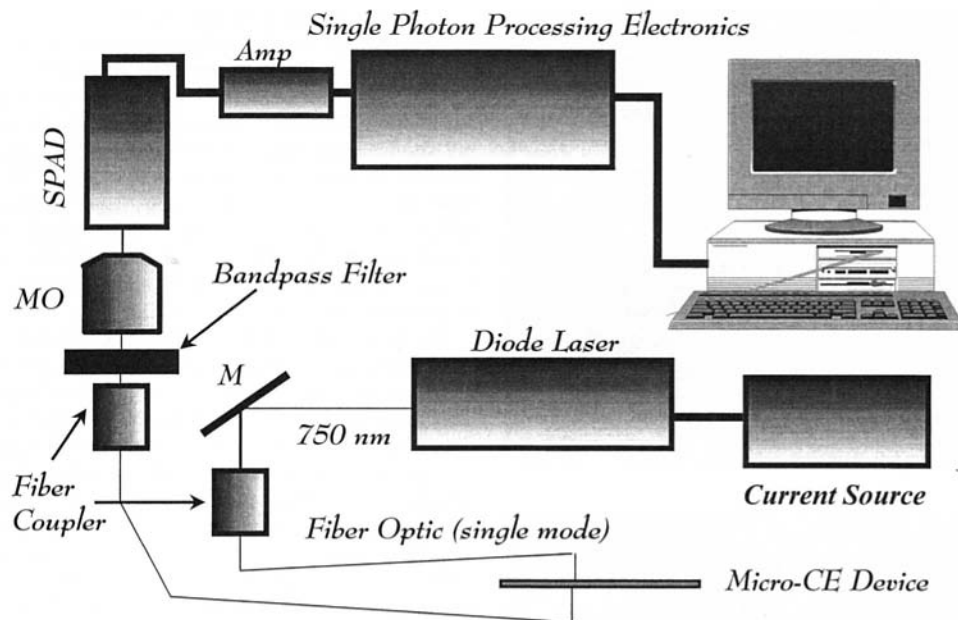 Single Photon Processing Electronics
Amp
SPAD
MO
Bandpass Filter
Diode Laser
M
750 nm
Fiber
Coupler
Current Source
Fiber Optic (single mode)
Micro-CE Device